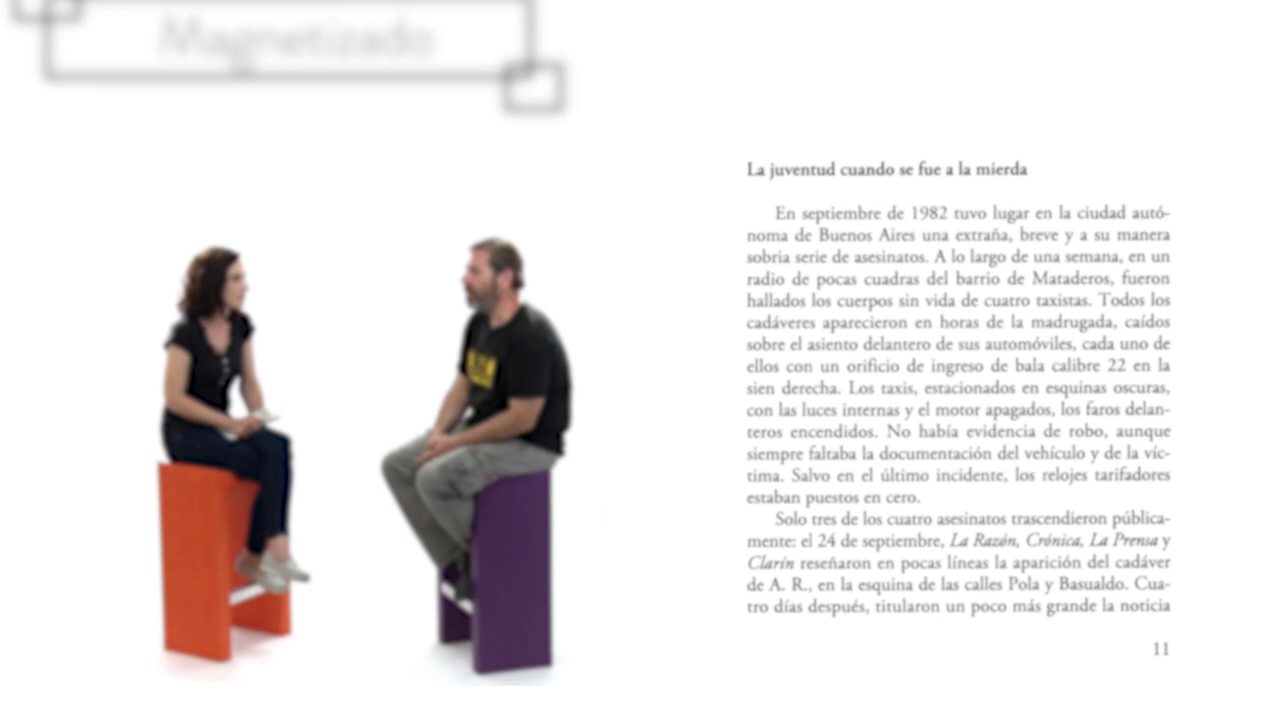 Magnetizado
La juventud cuando se fue a la mierda
En septiembre de 1982 tuvo lugar en la ciudad autó-
noma de Buenos Aires una extraña, breve y a su manera
sobria serie de asesinatos. A lo largo de una semana, en un
radio de pocas cuadras del barrio de Mataderos, fueron
hallados los cuerpos sin vida de cuatro taxistas. Todos los
cadáveres aparecieron en horas de la madrugada, caídos
sobre el asiento delantero de sus automóviles, cada uno de
ellos con un orificio de ingreso de bala calibre 22 en la
sien derecha. Los taxis, estacionados en esquinas oscuras,
con las luces internas y el motor apagados, los faros delan-
teros encendidos. No había evidencia de robo, aunque
siempre faltaba la documentación del vehículo y de la víc-
tima. Salvo en el último incidente, los relojes tarifadores
estaban puestos en cero.
Solo tres de los cuatro asesinatos trascendieron pública-
mente: el 24 de septiembre, La Razón, Crónica, La Prensa y
Clarín reseñaron en pocas líneas la aparición del cadáver
de A. R., en la esquina de las calles Pola y Basualdo. Cua-
tro días después, titularon un poco más grande la noticia
11